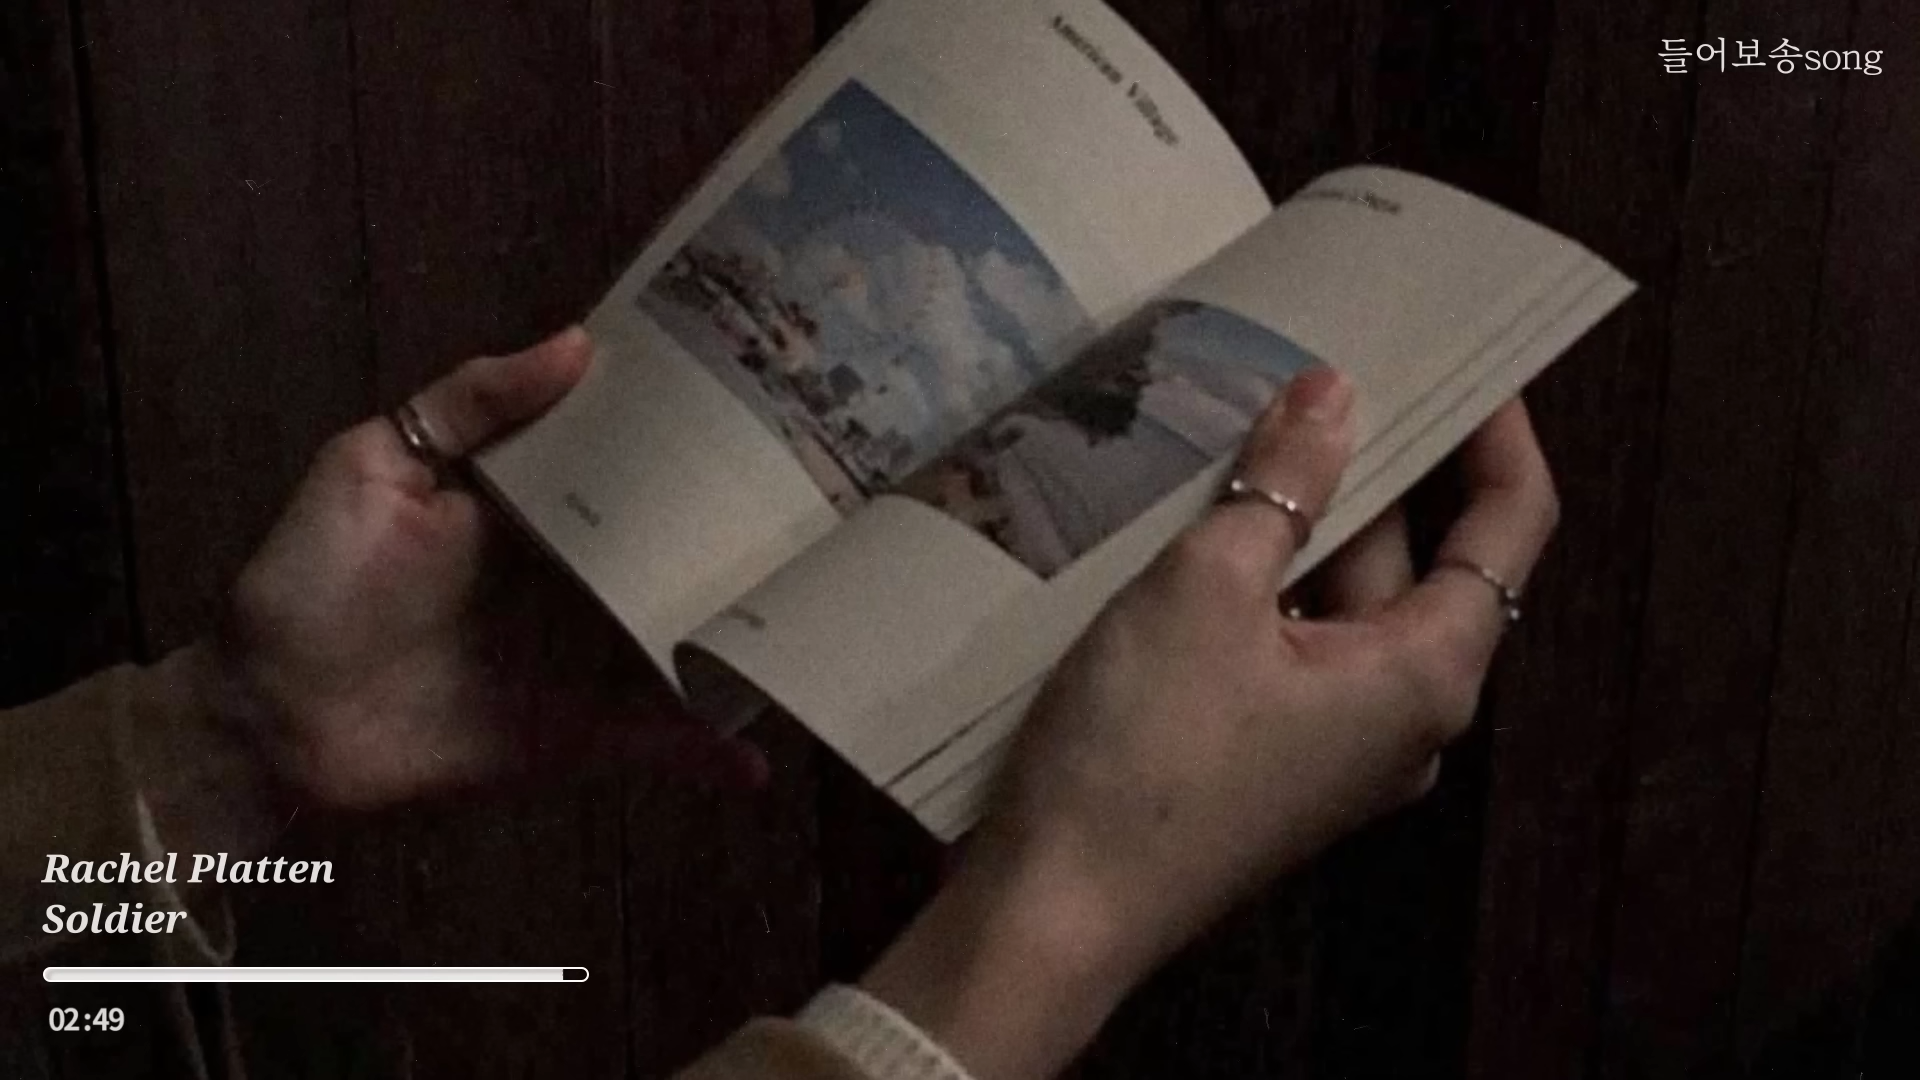 들어보송song
American Village
Rachel Platten
Soldier
02:49